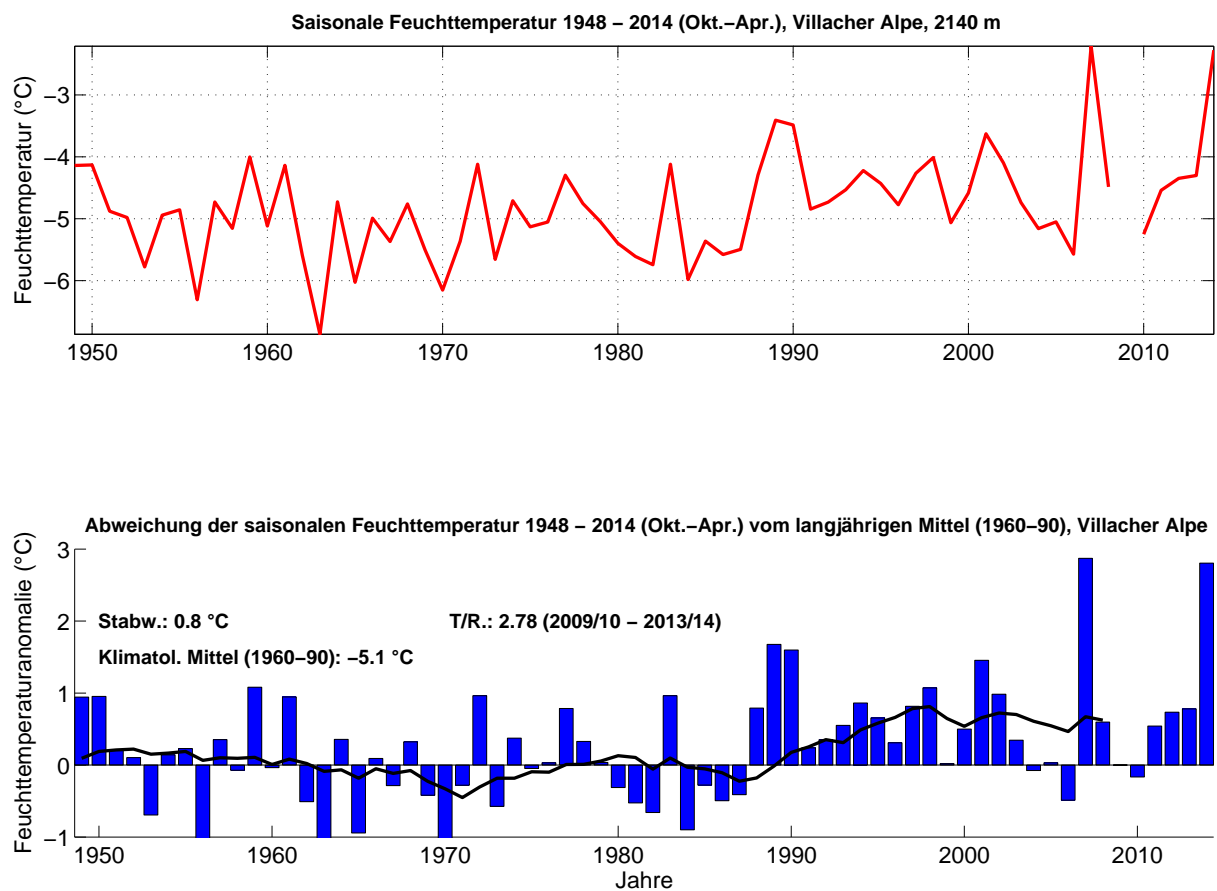 Saisonale Feuchttemperatur 1948 − 2014 (Okt.−Apr.), Villacher Alpe, 2140 m
Feuchttemperatur (°C)
−3
−4
−5
−6
1950 1960 1970 1980 1990 2000 2010
Abweichung der saisonalen Feuchttemperatur 1948 − 2014 (Okt.−Apr.) vom langjährigen Mittel (1960−90), Villacher Alpe
Feuchttemperaturanomalie (°C)
3
2
1
0
−1
Stabw.: 0.8 °C T/R.: 2.78 (2009/10 − 2013/14)
Klimatol. Mittel (1960−90): −5.1 °C
1950 1960 1970 1980 1990 2000 2010
Jahre